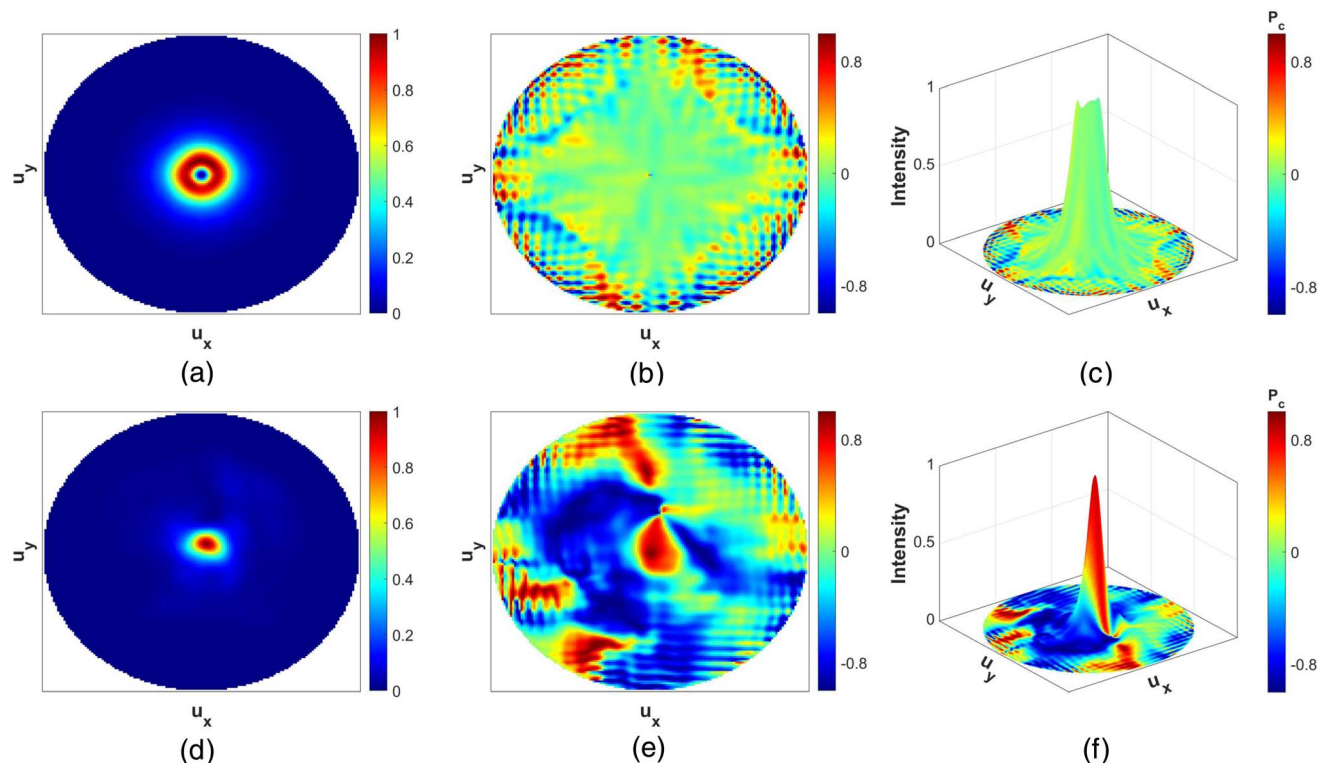 1
0.8
0.6
0.4
0.2
0
u_y
u_x
(a)
0.8
0
-0.8
u_y
u_x
(b)
P_c
0.8
0
-0.8
1
0.5
0
Intensity
u_y
u_x
(c)
1
0.8
0.6
0.4
0.2
0
u_y
u_x
(d)
0.8
0
-0.8
u_y
u_x
(e)
P_c
0.8
0
-0.8
1
0.5
0
Intensity
u_y
u_x
(f)